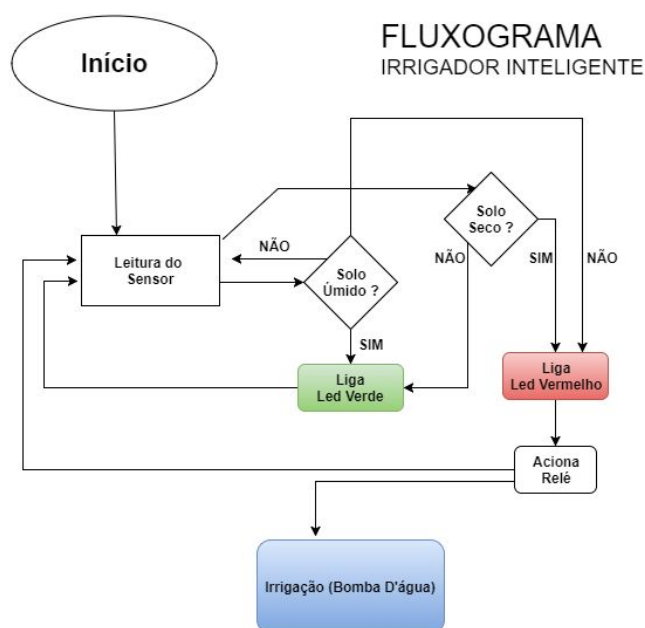 FLUXOGRAMA
IRRIGADOR INTELIGENTE
Início
Leitura do
Sensor
NÃO
Solo
Úmido ?
SIM
Solo
Seco ?
NÃO
SIM
NÃO
Liga
Led Verde
Liga
Led Vermelho
Aciona
Relé
Irrigação (Bomba D'água)